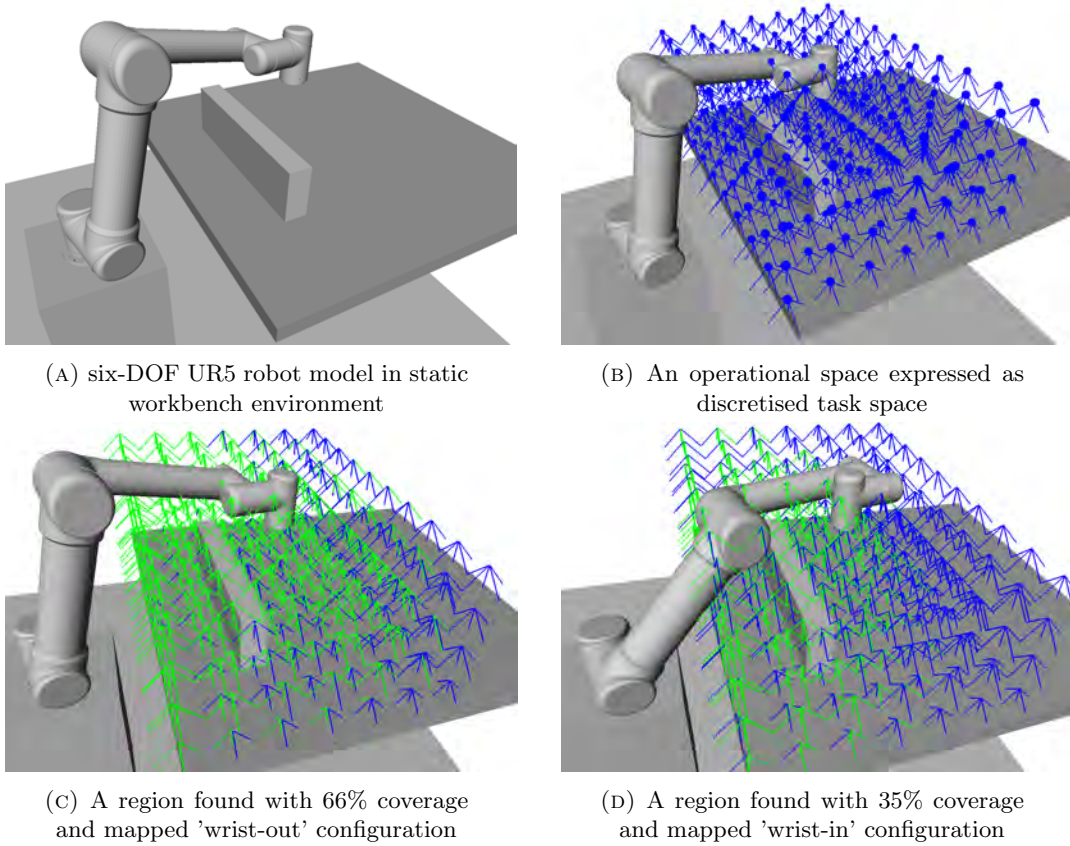 (A) six-DOF UR5 robot model in static
workbench environment
(B) An operational space expressed as
discretised task space
(C) A region found with 66% coverage
and mapped 'wrist-out' configuration
(D) A region found with 35% coverage
and mapped 'wrist-in' configuration